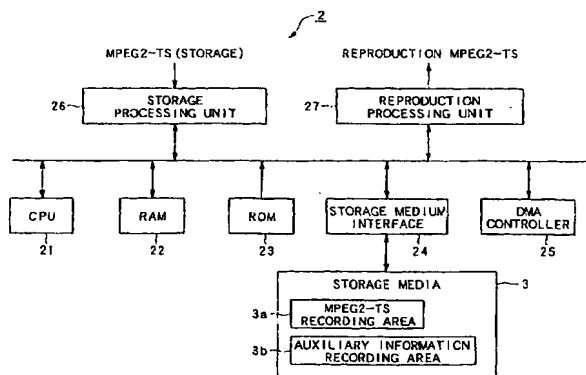 2
MPEG2-TS (STORAGE)
REPRODUCTION MPEG2-TS
26
STORAGE
PROCESSING UNIT
27
REPRODUCTION
PROCESSING UNIT
CPU
RAM
ROM
STORAGE MEDIUM
INTERFACE
DMA
CONTROLLER
21
22
23
24
25
STORAGE MEDIA
3
3a
MPEG2-TS
RECORDING AREA
3b
AUXILIARY INFORMATION
RECORDING AREA